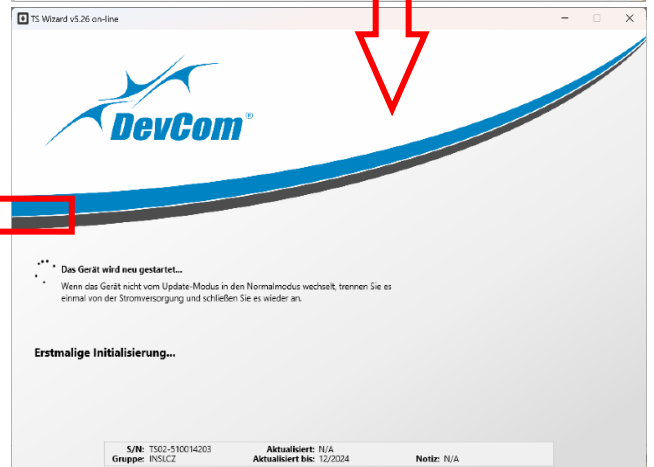 TS Wizard v5.26 on-line
DevCom®
Das Gerät wird neu gestartet...
Wenn das Gerät nicht vom Update-Modus in den Normalmodus wechselt, trennen Sie es
einmal von der Stromversorgung und schließen Sie es wieder an.
Erstmalige Initialisierung...
S/N: TS02-510014203 Aktualisiert: N/A
Gruppe: INSLCZ Aktualisiert bis: 12/2024 Notiz: N/A